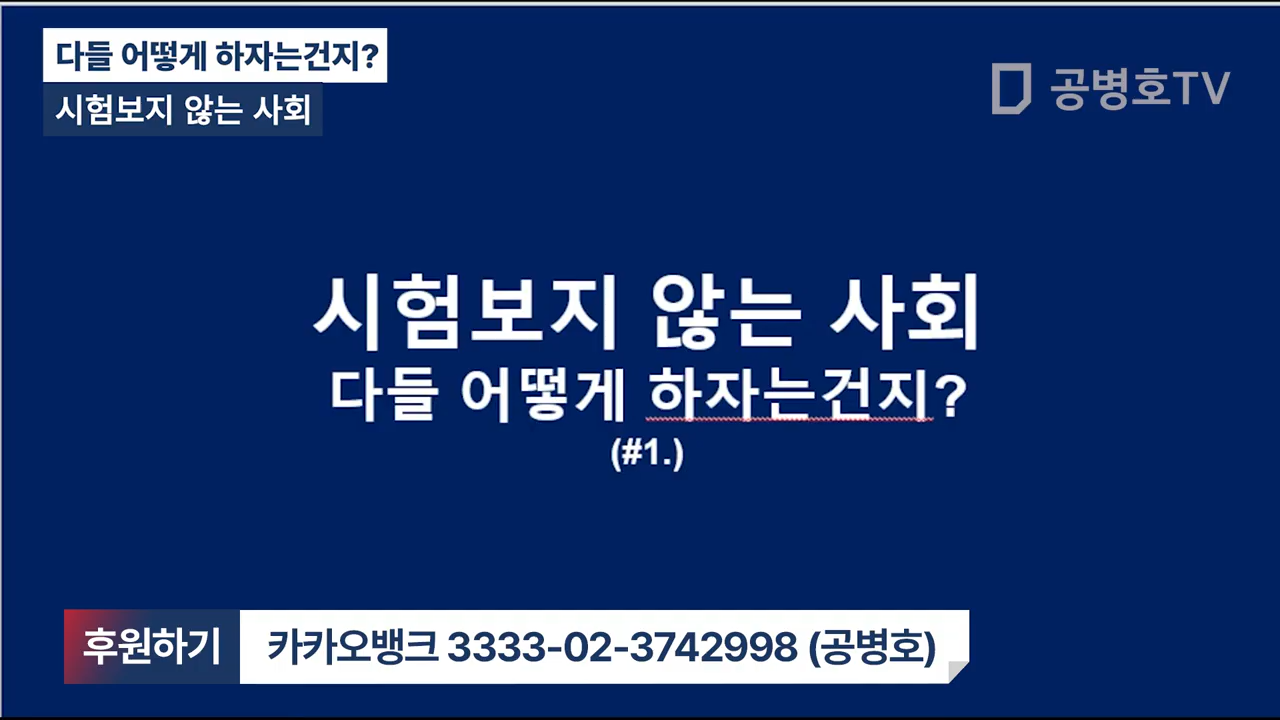 다들 어떻게 하자는건지?
시험보지 않는 사회
공병호TV
시험보지 않는 사회
다들 어떻게 하자는건지?
(#1.)
후원하기 카카오뱅크 3333-02-3742998 (공병호)